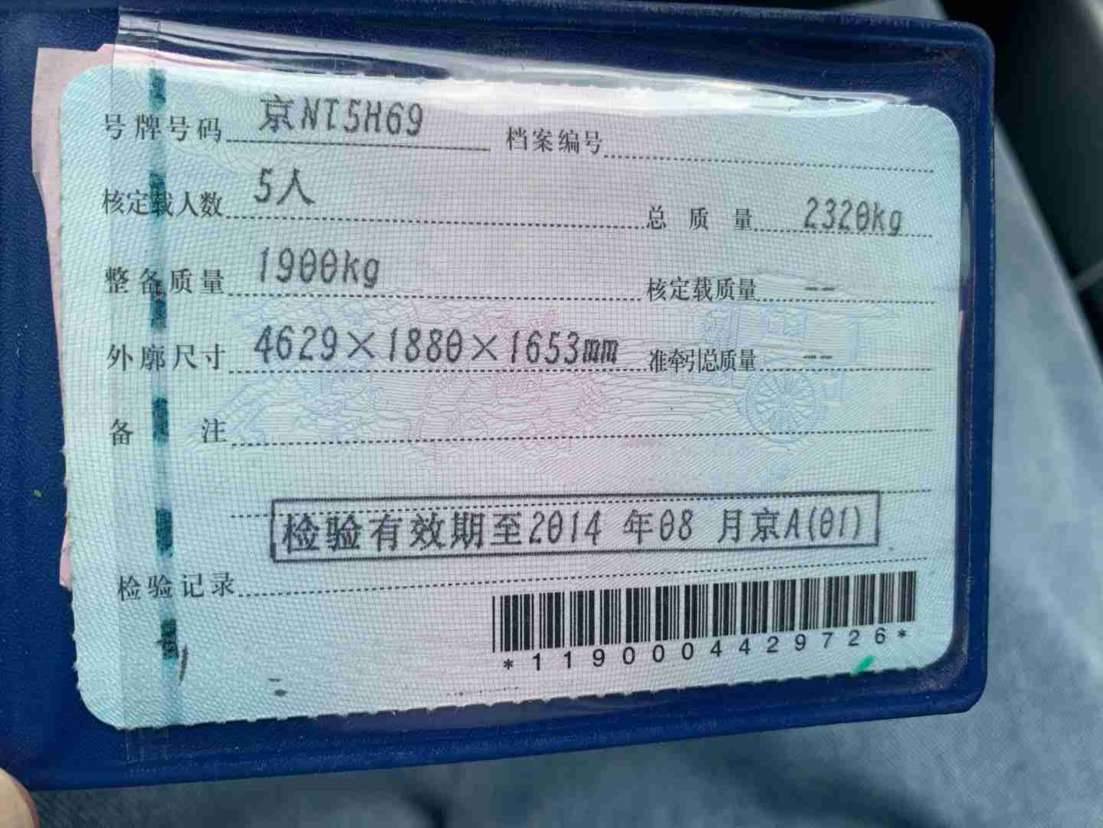 号牌号码 京NT5H69 档案编号
核定载人数 5人 总质量 2320kg
整备质量 1900kg 核定载质量 --
外廓尺寸 4629×1880×1653mm 准牵引总质量 --
备注
检验有效期至2014 年08 月京A(01)
检验记录
*1190004429726*